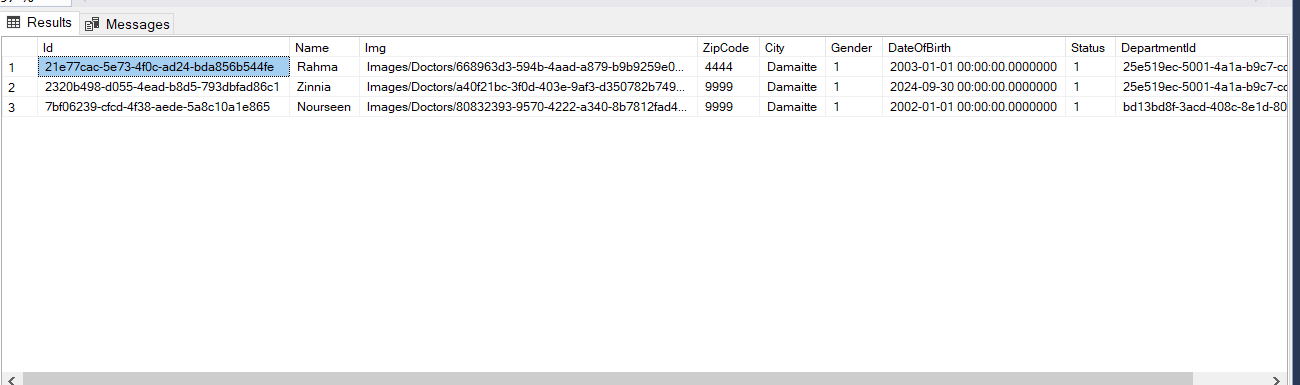 Results Messages
Id Name Img ZipCode City Gender DateOfBirth Status DepartmentId
1 21e77cac-5e73-4f0c-ad24-bda856b544fe Rahma Images/Doctors/668963d3-594b-4aad-a879-b9b9259e0... 4444 Damaitte 1 2003-01-01 00:00:00.0000000 1 25e519ec-5001-4a1a-b9c7-cc
2 2320b498-d055-4ead-b8d5-793dbfad86c1 Zinnia Images/Doctors/a40f21bc-3f0d-403e-9af3-d350782b749... 9999 Damaitte 1 2024-09-30 00:00:00.0000000 1 25e519ec-5001-4a1a-b9c7-cc
3 7bf06239-cfcd-4f38-aede-5a8c10a1e865 Nourseen Images/Doctors/80832393-9570-4222-a340-8b7812fad4... 9999 Damaitte 1 2002-01-01 00:00:00.0000000 1 bd13bd8f-3acd-408c-8e1d-80